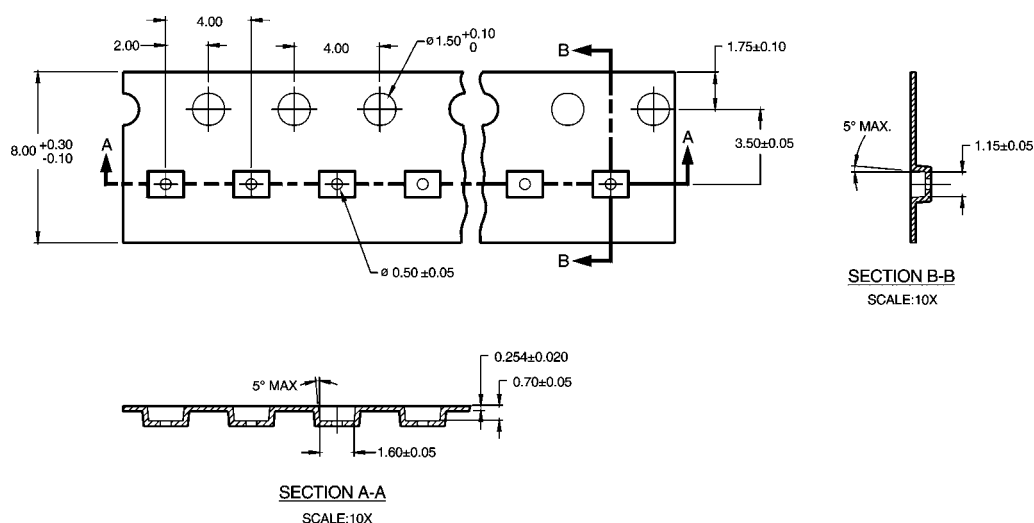 4.00
2.00
4.00
ø1.50 +0.10 0
B
1.75±0.10
8.00 +0.30 -0.10
A
A
3.50±0.05
5° MAX.
1.15±0.05
B
ø 0.50±0.05
SECTION B-B
SCALE:10X
0.254±0.020
5° MAX
0.70±0.05
1.60±0.05
SECTION A-A
SCALE:10X